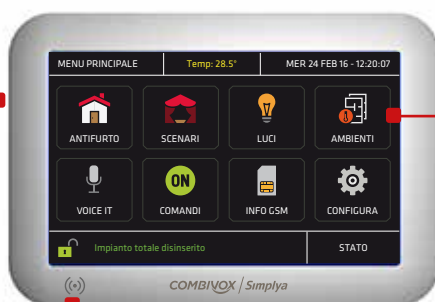 MENU PRINCIPALE Temp: 28.5° MER 24 FEB 16 - 12:20:07
ANTIFURTO SCENARI LUCI AMBIENTI
ON
VOICE IT COMANDI INFO GSM CONFIGURA
Impianto totale disinserito STATO
COMBIVOX / Simplya